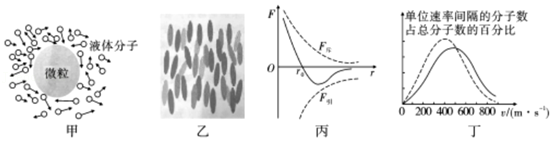 微粒
液体分子
甲
乙
F
F斥
O
r₀
r
F引
丙
单位速率间隔的分子数
占总分子数的百分比
0 200 400 600 800 v/(m·s⁻¹)
丁